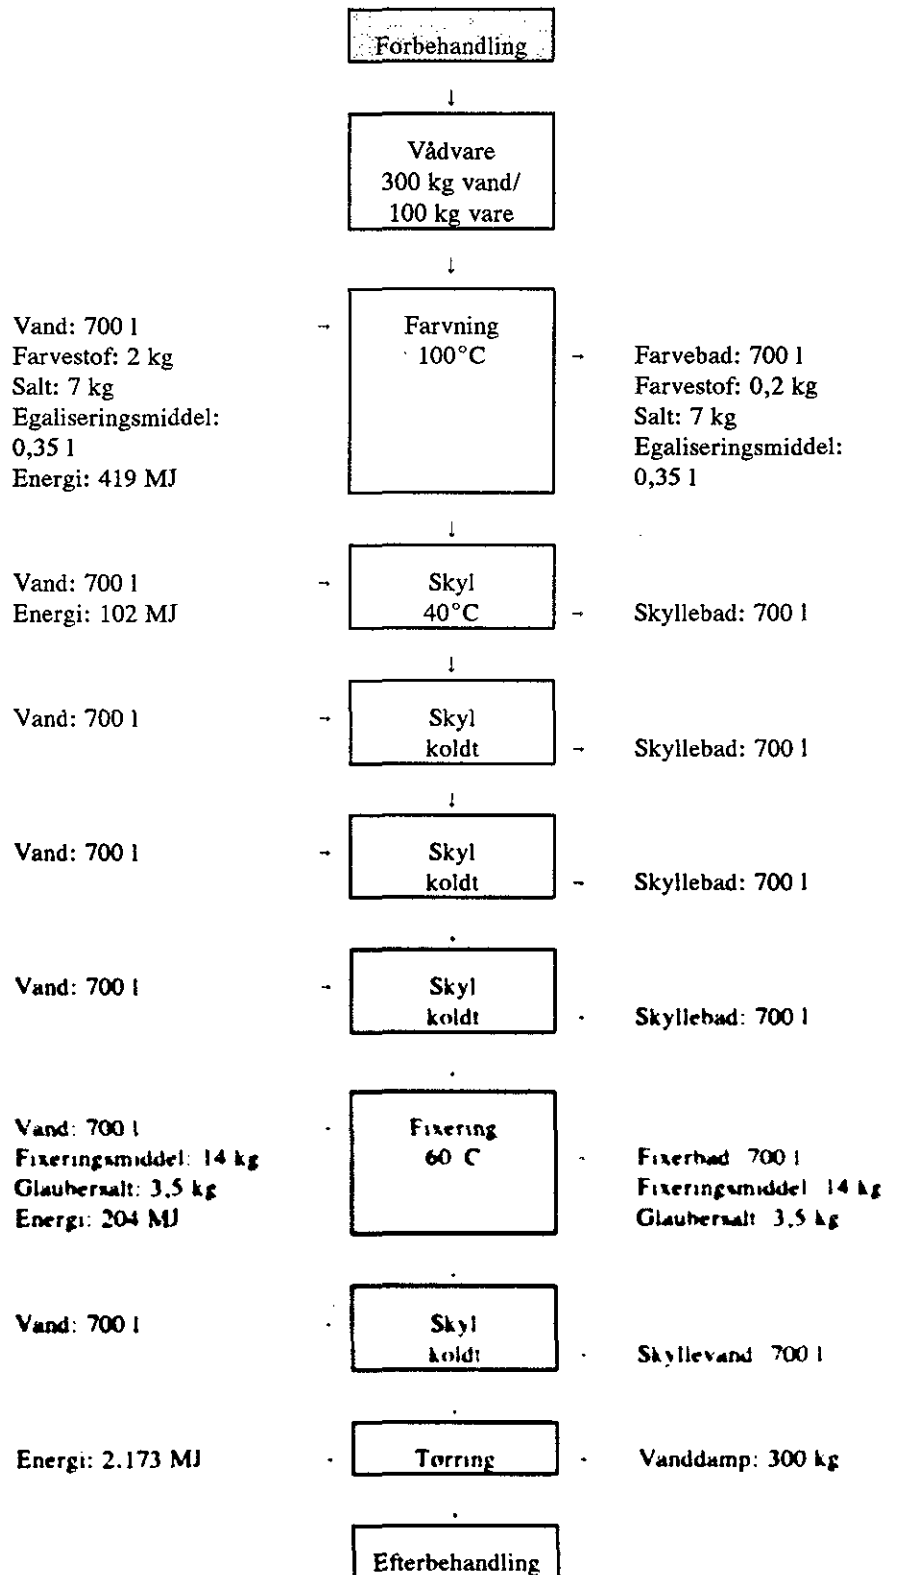 Forbehandling
↓
Vådvare
300 kg vand/
100 kg vare
↓
Vand: 700 l
Farvestof: 2 kg
Salt: 7 kg
Egaliseringsmiddel:
0,35 l
Energi: 419 MJ
→
Farvning
100°C
→
Farvebad: 700 l
Farvestof: 0,2 kg
Salt: 7 kg
Egaliseringsmiddel:
0,35 l
↓
Vand: 700 l
Energi: 102 MJ
→
Skyl
40°C
→
Skyllebad: 700 l
↓
Vand: 700 l
→
Skyl
koldt
→
Skyllebad: 700 l
↓
Vand: 700 l
→
Skyl
koldt
→
Skyllebad: 700 l
Vand: 700 l
→
Skyl
koldt
Skyllebad: 700 l
Vand: 700 l
Fixeringsmiddel: 14 kg
Glaubersalt: 3,5 kg
Energi: 204 MJ
Fixering
60 C
Fixerbad 700 l
Fixeringsmiddel 14 kg
Glaubersalt 3,5 kg
Vand: 700 l
Skyl
koldt
Skyllevand 700 l
Energi: 2.173 MJ
Tørring
Vanddamp: 300 kg
Efterbehandling